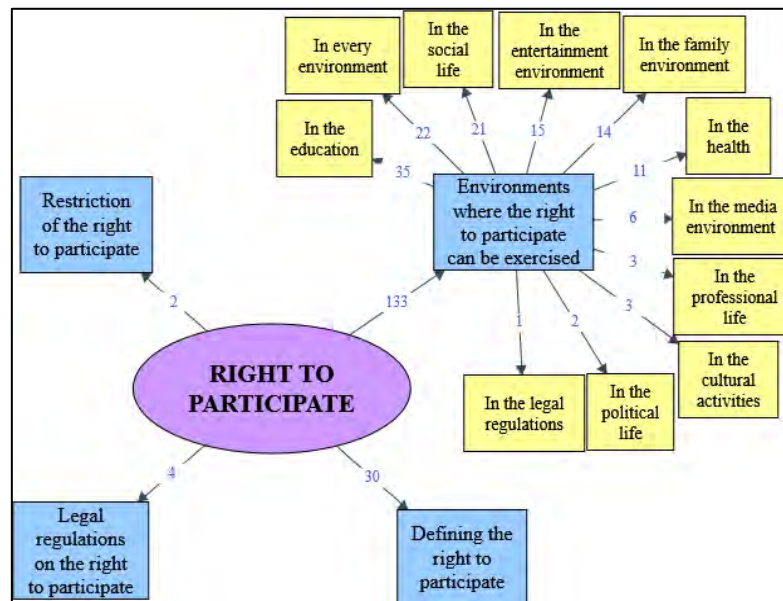 In every
environment
In the
social
life
In the
entertainment
environment
In the family
environment
In the
education
In the
health
22
21
15
14
35
11
Restriction
of the right
to participate
Environments
where the right
to participate
can be exercised
6
In the media
environment
3
In the
professional
life
2
133
1
2
3
RIGHT TO
PARTICIPATE
In the legal
regulations
In the
political
life
In the
cultural
activities
4
30
Legal
regulations
on the right
to participate
Defining the
right to
participate